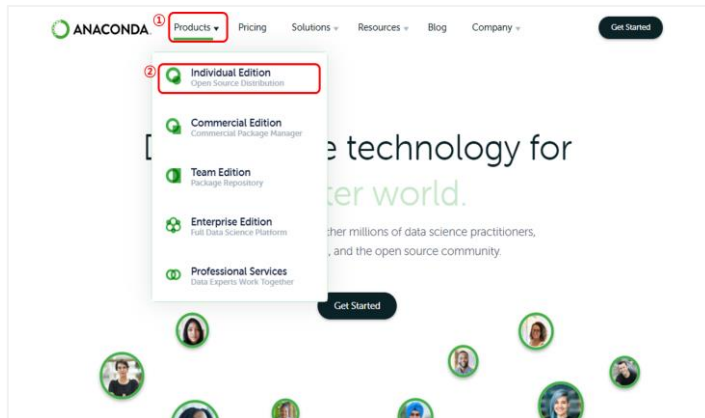 ANACONDA.
① Products Pricing Solutions Resources Blog Company Get Started
② Individual Edition
Open Source Distribution
Commercial Edition
Commercial Package Manager
Team Edition
Package Repository
Enterprise Edition
Full Data Science Platform
Professional Services
Data Experts Work Together
technology for
world.
millions of data science practitioners,
, and the open source community.
Get Started